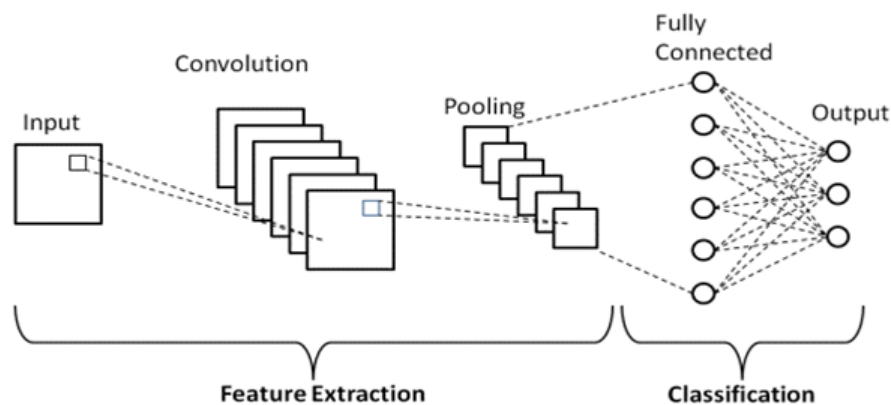 Input
Convolution
Pooling
Fully
Connected
Output
Feature Extraction
Classification